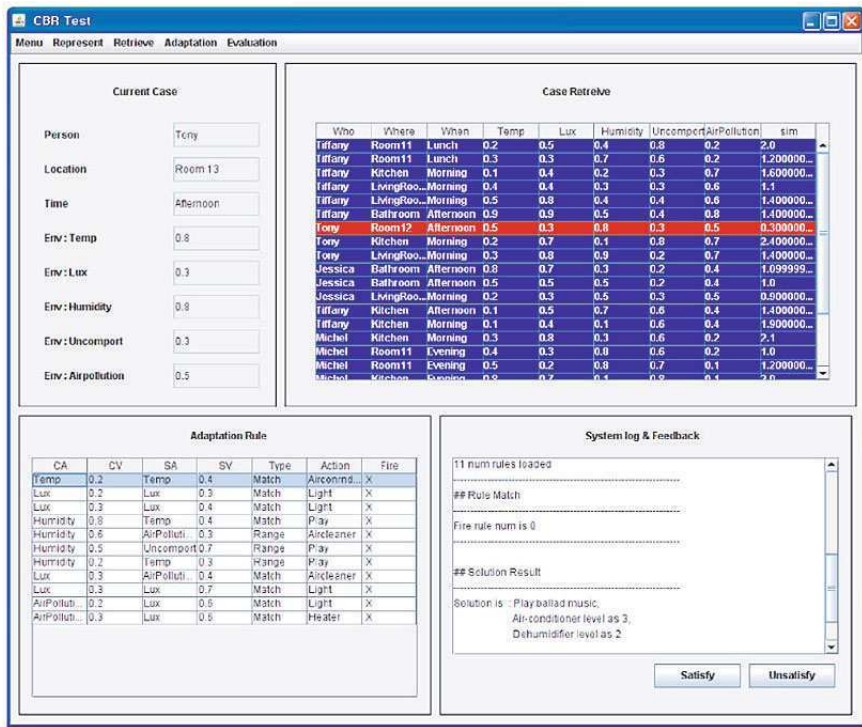 CBR Test
Menu Represent Retrieve Adaptation Evaluation
Current Case
Person Tony
Location Room 13
Time Afternoon
Env : Temp 0.8
Env : Lux 0.3
Env : Humidity 0.8
Env : Uncomport 0.3
Env : Airpollution 0.5
Case Retreive
Who Where When Temp Lux Humidity Uncomport AirPollution sim
Tiffany Room11 Lunch 0.2 0.5 0.4 0.8 0.2 2.0
Tiffany Room11 Lunch 0.3 0.3 0.7 0.6 0.2 1.200000...
Tiffany Kitchen Morning 0.1 0.4 0.2 0.3 0.7 1.600000...
Tiffany LivingRoo... Morning 0.4 0.4 0.3 0.3 0.6 1.1
Tiffany LivingRoo... Morning 0.5 0.8 0.4 0.4 0.6 1.400000...
Tiffany Bathroom Afternoon 0.9 0.9 0.5 0.4 0.8 1.400000...
Tony Room12 Afternoon 0.5 0.3 0.8 0.3 0.5 0.300000...
Tony Kitchen Morning 0.2 0.7 0.1 0.8 0.7 2.400000...
Tony LivingRoo... Morning 0.3 0.8 0.9 0.2 0.7 1.400000...
Jessica Bathroom Afternoon 0.8 0.7 0.3 0.2 0.4 1.099999...
Jessica Bathroom Afternoon 0.5 0.5 0.5 0.2 0.4 1.0
Jessica LivingRoo... Morning 0.2 0.3 0.5 0.3 0.5 0.900000...
Tiffany Kitchen Afternoon 0.1 0.5 0.7 0.6 0.4 1.400000...
Tiffany Kitchen Morning 0.1 0.4 0.1 0.6 0.4 1.900000...
Michel Kitchen Morning 0.3 0.8 0.3 0.6 0.2 2.1
Michel Room11 Evening 0.4 0.3 0.8 0.6 0.2 1.0
Michel Room11 Evening 0.5 0.2 0.7 0.8 0.1 1.200000...
Michel Kitchen Evening 0.7 0.1 0.1
Adaptation Rule
CA CV SA SV Type Action Fire
Temp 0.2 Temp 0.4 Match Airconrnd... X
Lux 0.2 Lux 0.3 Match Light X
Lux 0.3 Lux 0.4 Match Light X
Humidity 0.8 Temp 0.4 Match Play X
Humidity 0.6 AirPolluti... 0.3 Range Aircleaner X
Humidity 0.5 Uncomport 0.7 Range Play X
Humidity 0.2 Temp 0.3 Range Play X
Lux 0.3 AirPolluti... 0.4 Match Aircleaner X
Lux 0.3 Lux 0.7 Match Light X
AirPolluti... 0.2 Lux 0.5 Match Light X
AirPolluti... 0.3 Lux 0.5 Match Heater X
System log & Feedback
11 num rules loaded
## Rule Match
Fire rule num is 0
## Solution Result
Solution is : Play ballad music,
Air-conditioner level as 3,
Dehumidifier level as 2
Satisfy Unsatisfy